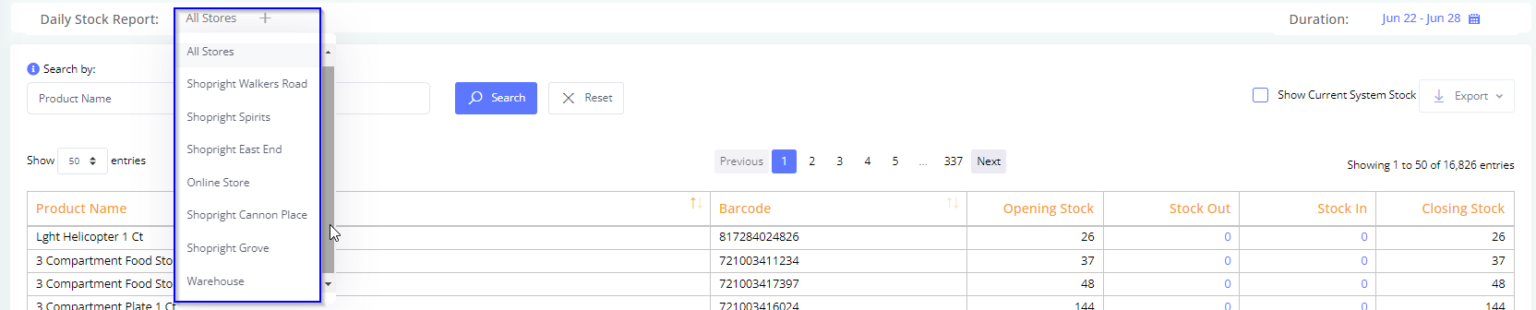 Daily Stock Report: All Stores + Duration: Jun 22 - Jun 28
All Stores
Search by:
Shopright Walkers Road
Product Name Search Reset Show Current System Stock Export
Shopright Spirits
Shopright East End
Show 50 entries Previous 1 2 3 4 5 ... 337 Next Showing 1 to 50 of 16,826 entries
Online Store
Product Name Barcode Opening Stock Stock Out Stock In Closing Stock
Shopright Cannon Place
Lght Helicopter 1 Ct 817284024826 26 0 0 26
Shopright Grove
3 Compartment Food Sto 721003411234 37 0 0 37
3 Compartment Food Sto 721003417397 48 0 0 48
Warehouse
3 Compartment Plate 1 Ct 721003416024 144 0 0 144